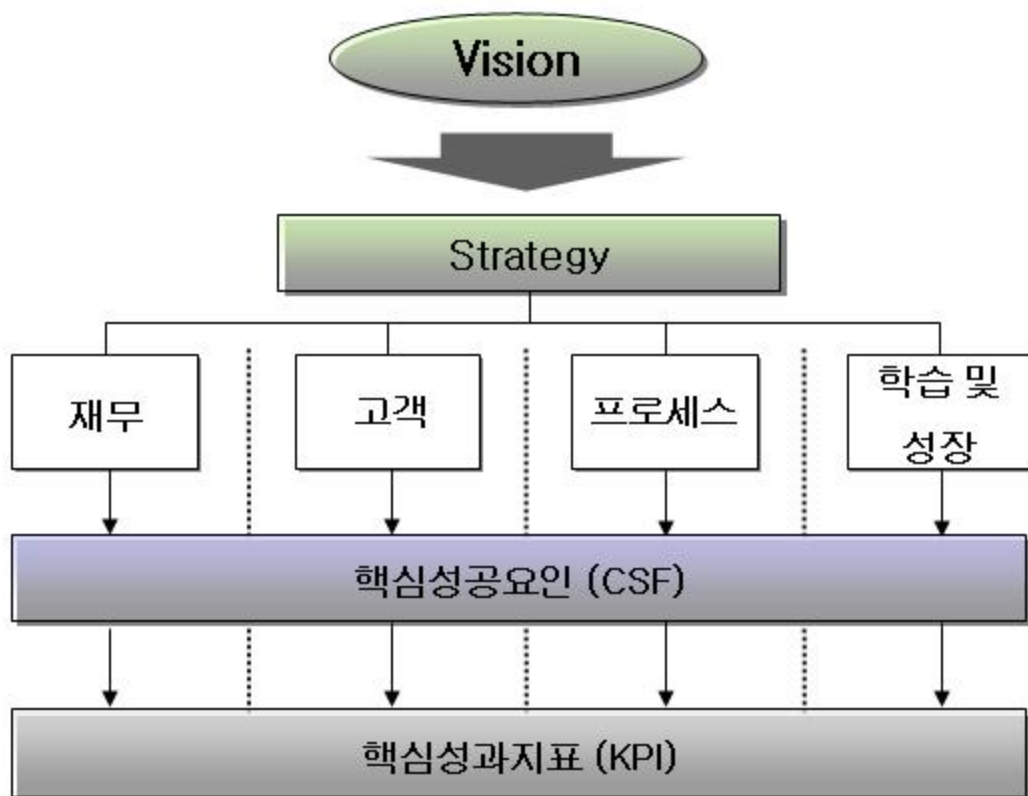 Vision
Strategy
재무
고객
프로세스
학습 및
성장
핵심성공요인 (CSF)
핵심성과지표 (KPI)